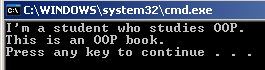 C:\WINDOWS\system32\cmd.exe
I'm a student who studies OOP.
This is an OOP book.
Press any key to continue . . .